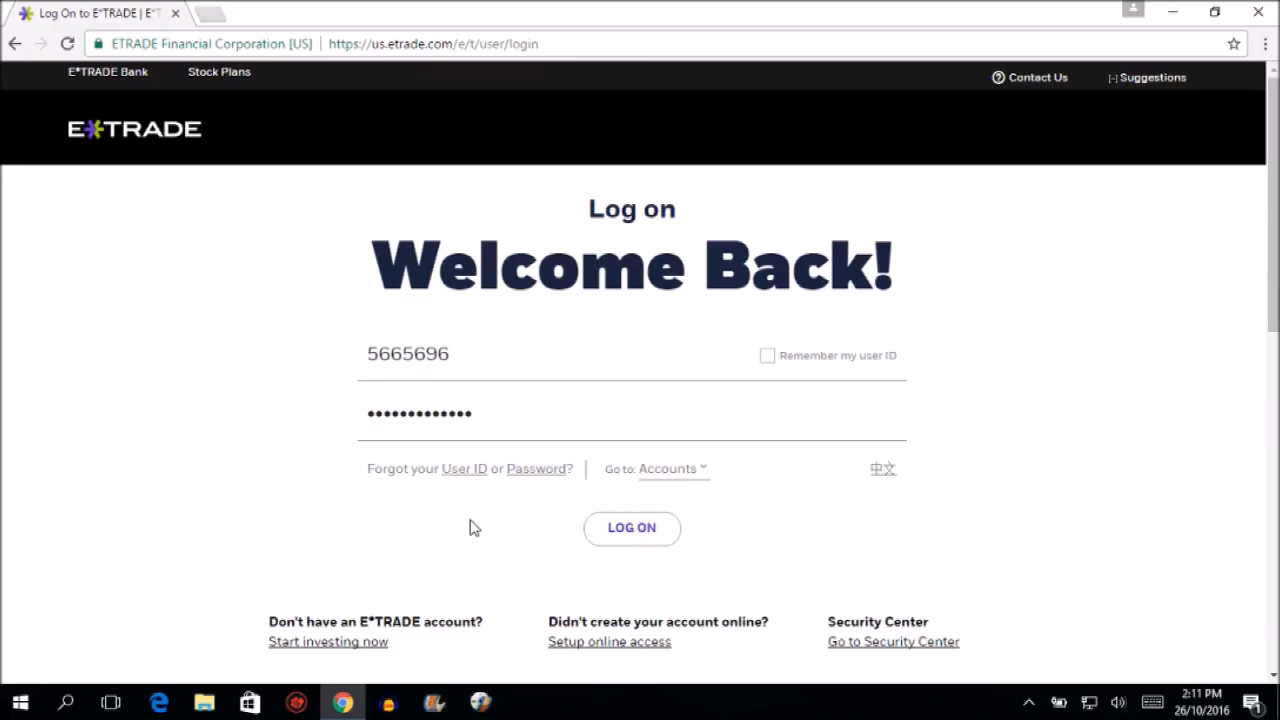 Log On to E*TRADE | E*T
ETRADE Financial Corporation [US] https://us.etrade.com/e/t/user/login
E*TRADE Bank Stock Plans Contact Us [-] Suggestions
E*TRADE
Log on
Welcome Back!
5665696 Remember my user ID
•••••••••••••
Forgot your User ID or Password? Go to: Accounts 中文
LOG ON
Don't have an E*TRADE account? Didn't create your account online? Security Center
Start investing now Setup online access Go to Security Center
2:11 PM
26/10/2016
1